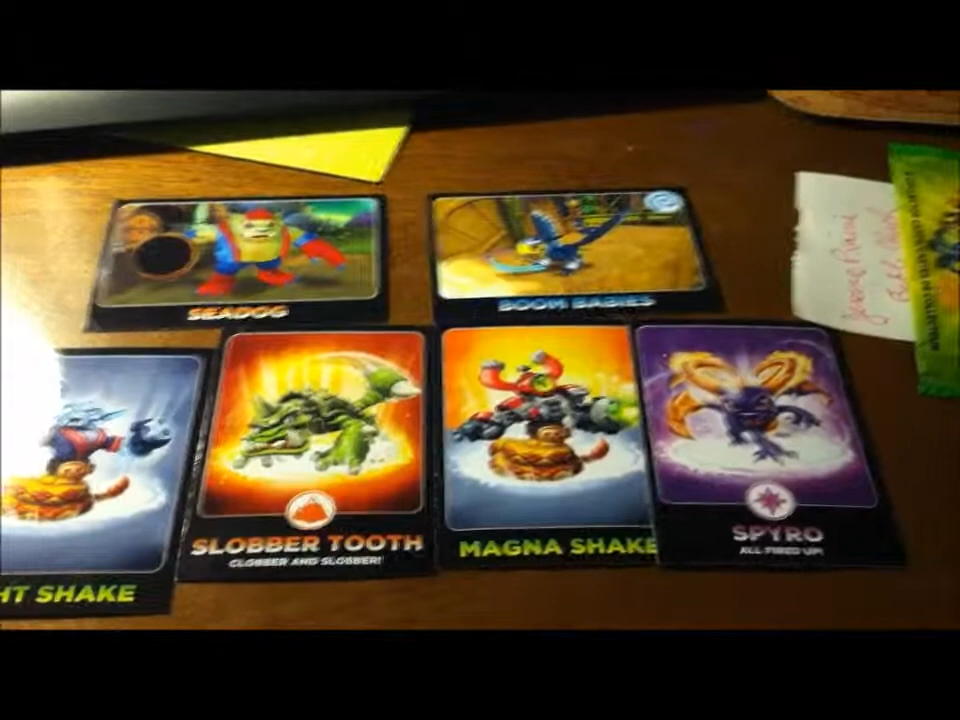 SEADOG
BOOM BABIES
HT SHAKE
SLOBBER TOOTH
CLOBBER AND SLOBBER!
MAGNA SHAKE
SPYRO
ALL FIRED UP!